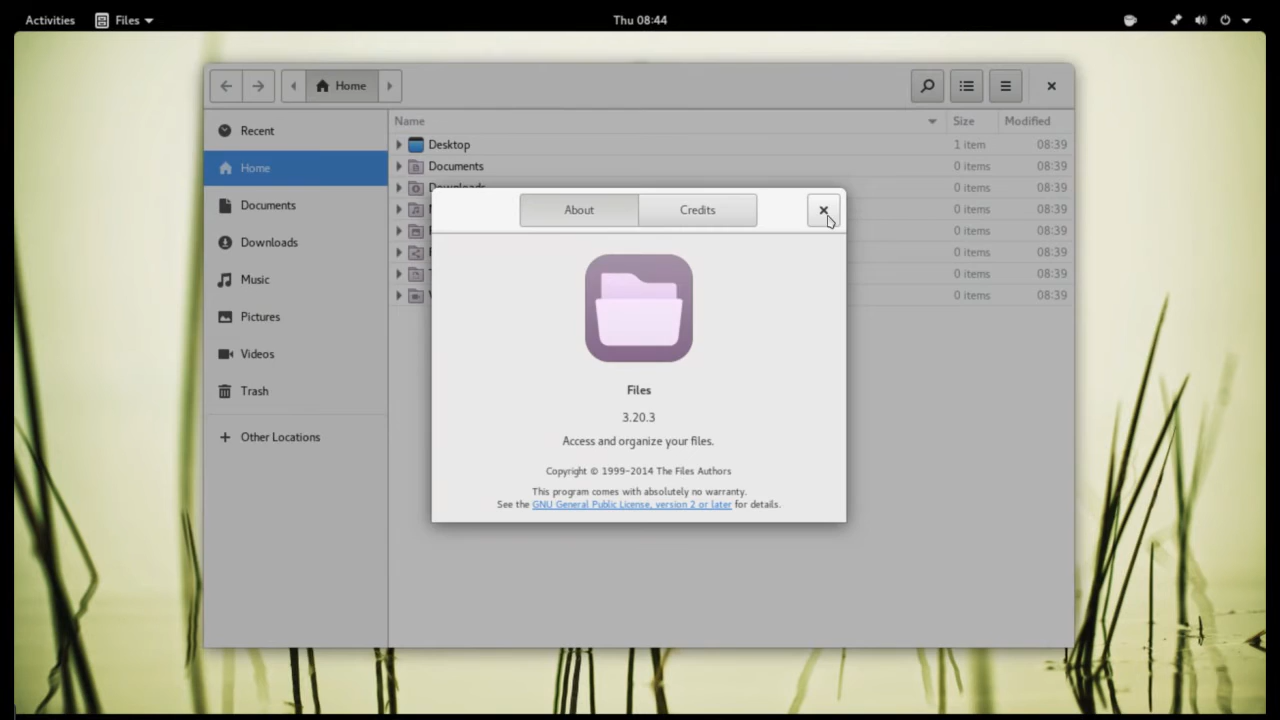 Activities Files Thu 08:44
Home
Name Size Modified
Recent
Home
Documents
Downloads
Music
Pictures
Videos
Trash
Other Locations
Desktop 1 item 08:39
Documents 0 items 08:39
Downloads 0 items 08:39
0 items 08:39
0 items 08:39
0 items 08:39
0 items 08:39
0 items 08:39
About Credits
Files
3.20.3
Access and organize your files.
Copyright © 1999-2014 The Files Authors
This program comes with absolutely no warranty.
See the GNU General Public License, version 2 or later for details.